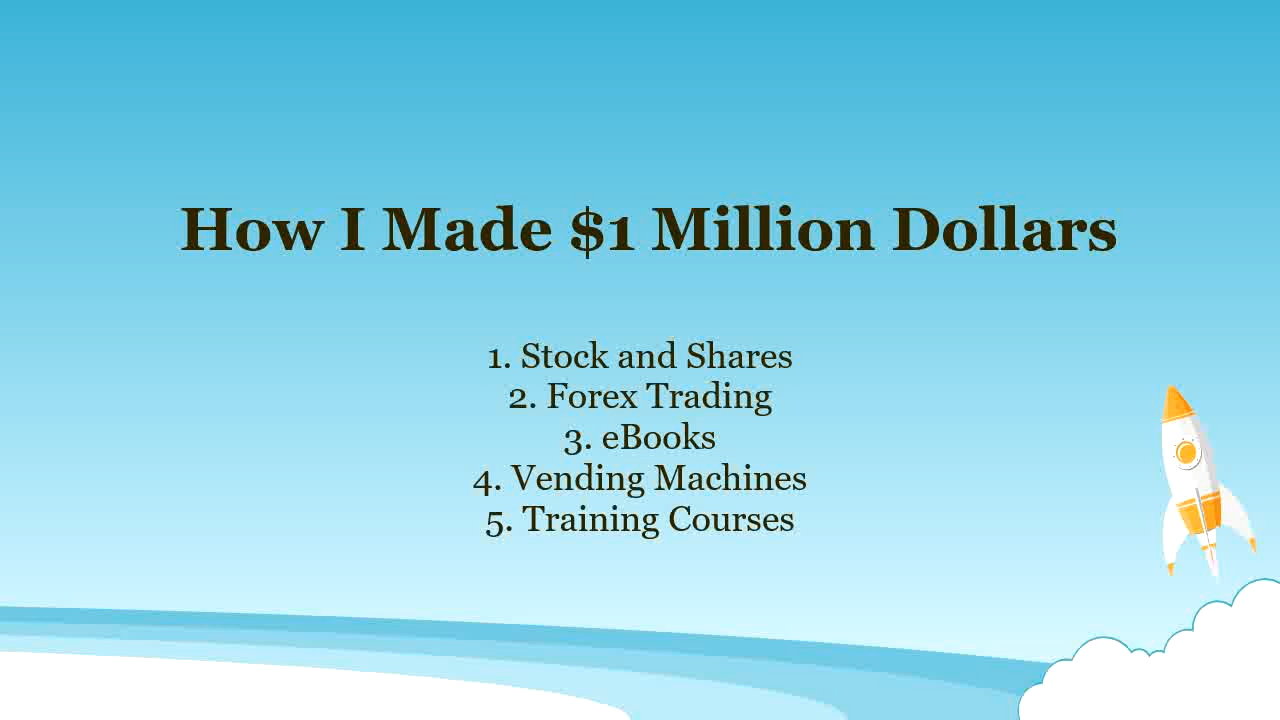 How I Made $1 Million Dollars
1. Stock and Shares
2. Forex Trading
3. eBooks
4. Vending Machines
5. Training Courses